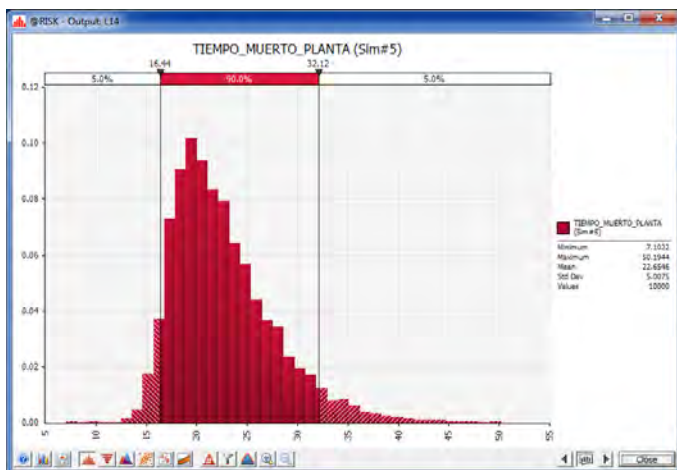 @RISK - Output: L14
TIEMPO_MUERTO_PLANTA (Sim#5)
16.44 32.12
5.0% 90.0% 5.0%
0.12
0.10
0.08
0.06
0.04
0.02
0.00
5 10 15 20 25 30 35 40 45 50 55
TIEMPO_MUERTO_PLANTA
(Sim#5)
Minimum 7.1032
Maximum 50.1944
Mean 22.6546
Std Dev 5.0075
Values 10000
Close